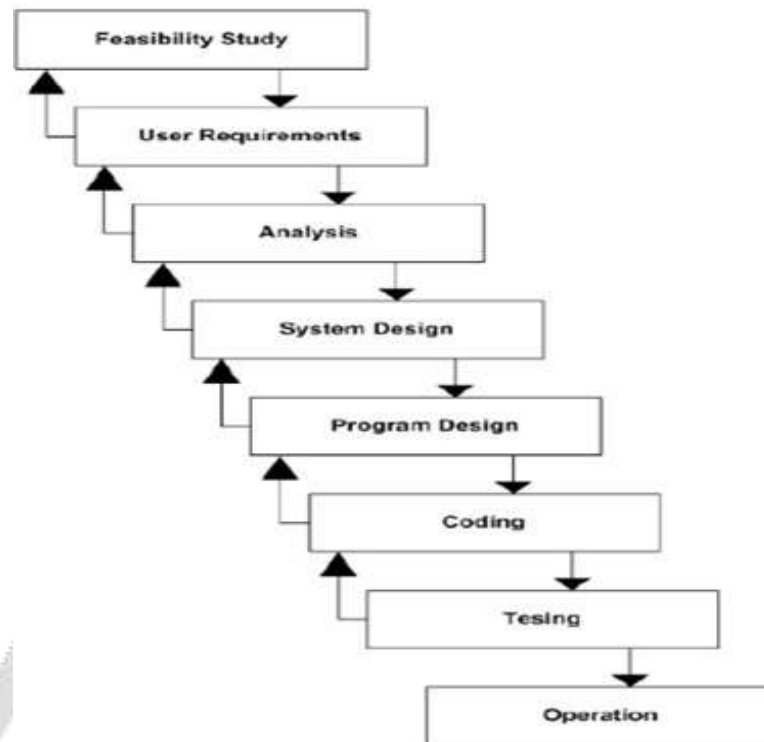 Feasibility Study
User Requirements
Analysis
System Design
Program Design
Coding
Tesing
Operation